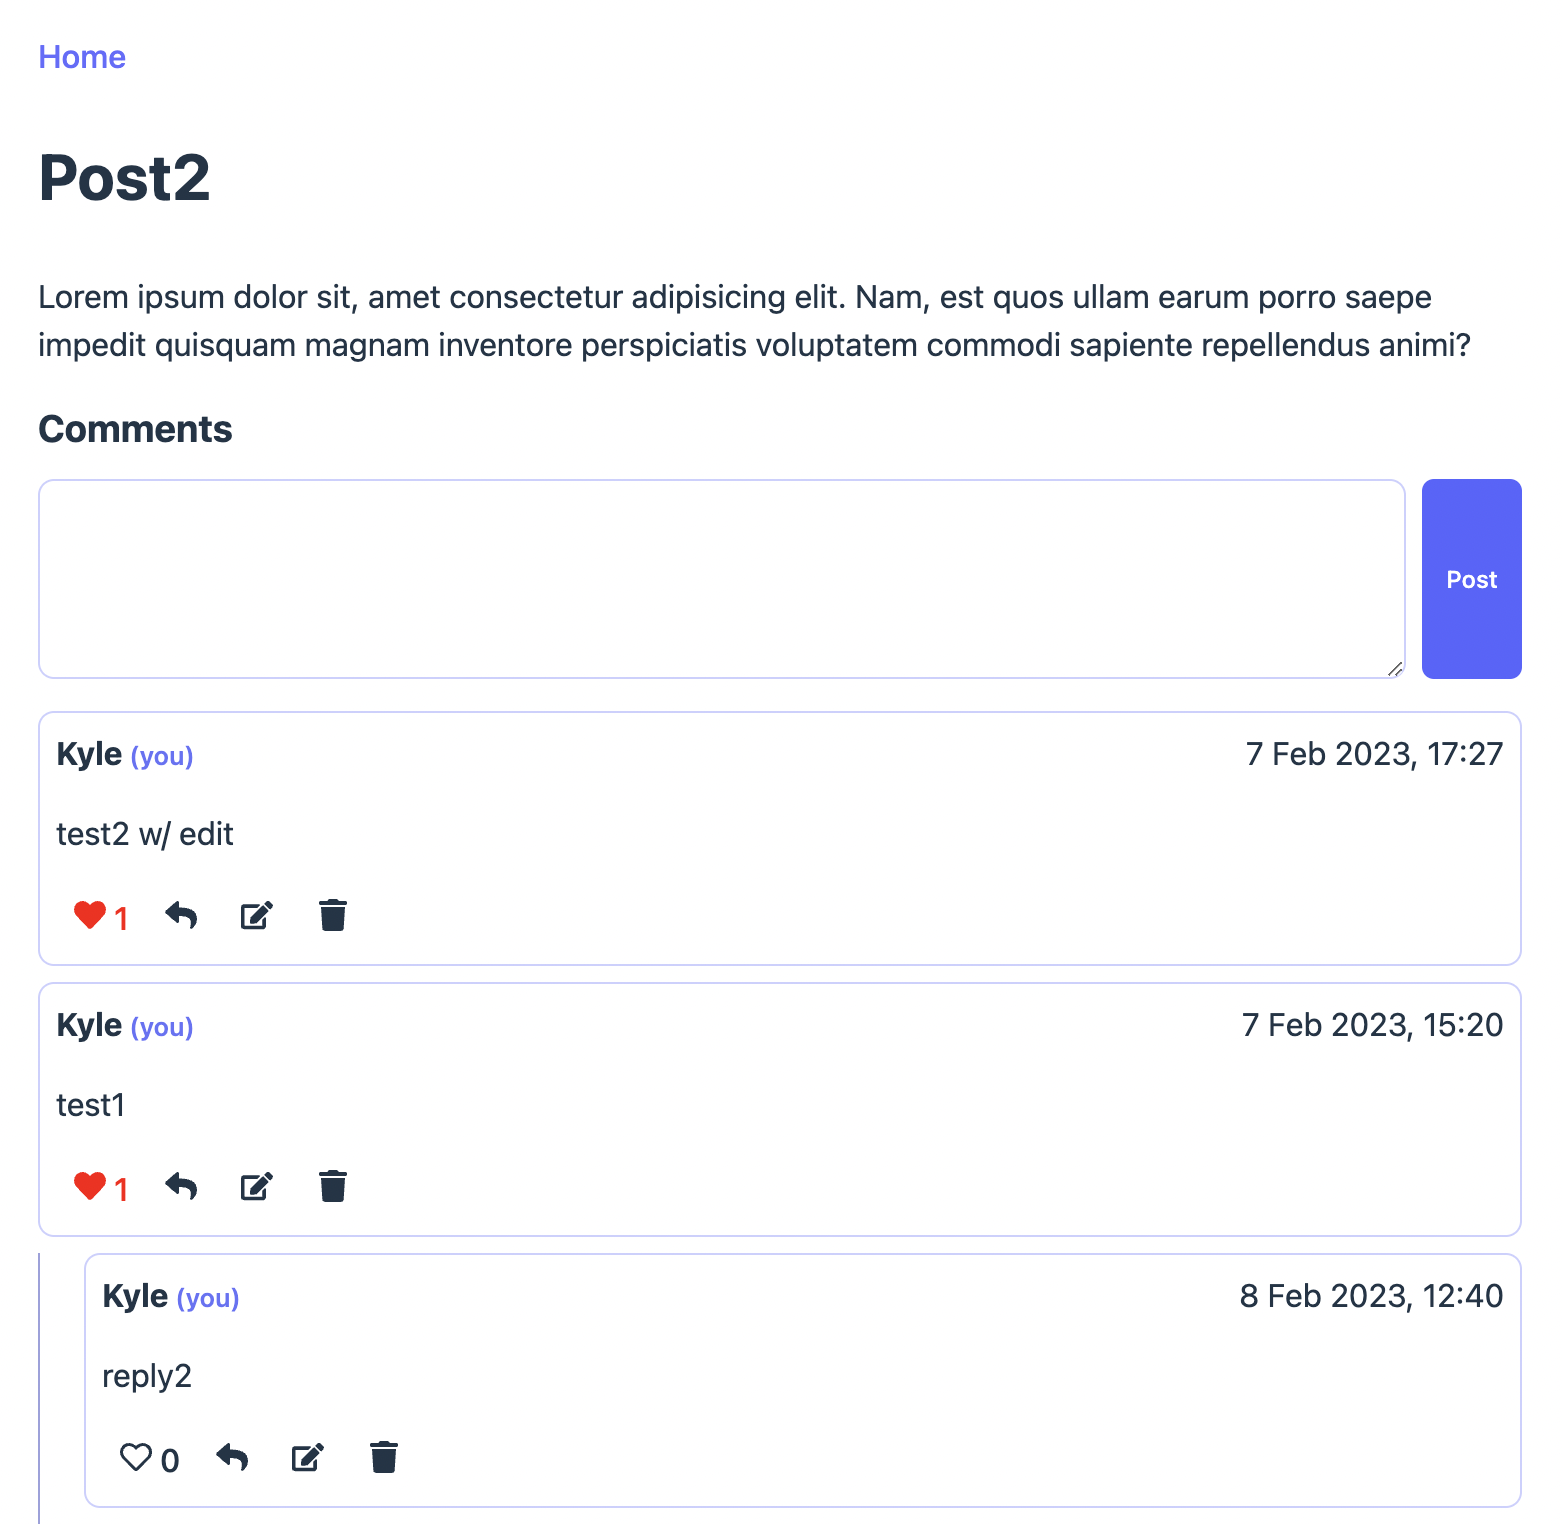 Home
Post2
Lorem ipsum dolor sit, amet consectetur adipisicing elit. Nam, est quos ullam earum porro saepe
impedit quisquam magnam inventore perspiciatis voluptatem commodi sapiente repellendus animi?
Comments
Post
Kyle (you) 7 Feb 2023, 17:27
test2 w/ edit
1
Kyle (you) 7 Feb 2023, 15:20
test1
1
Kyle (you) 8 Feb 2023, 12:40
reply2
0